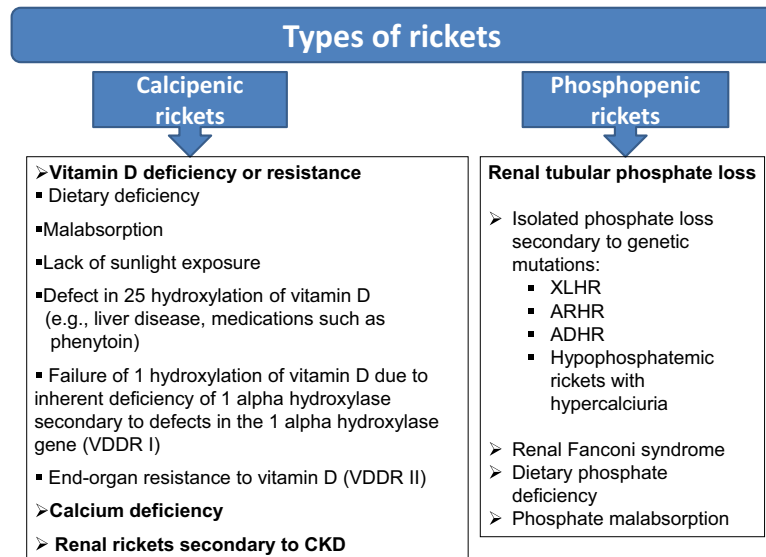 Types of rickets
Calcipenic
rickets
➢Vitamin D deficiency or resistance
▪ Dietary deficiency
▪Malabsorption
▪Lack of sunlight exposure
▪Defect in 25 hydroxylation of vitamin D
(e.g., liver disease, medications such as
phenytoin)
▪ Failure of 1 hydroxylation of vitamin D due to
inherent deficiency of 1 alpha hydroxylase
secondary to defects in the 1 alpha hydroxylase
gene (VDDR I)
▪ End-organ resistance to vitamin D (VDDR II)
➢Calcium deficiency
➢ Renal rickets secondary to CKD
Phosphopenic
rickets
Renal tubular phosphate loss
➢ Isolated phosphate loss
secondary to genetic
mutations:
▪ XLHR
▪ ARHR
▪ ADHR
▪ Hypophosphatemic
rickets with
hypercalciuria
➢ Renal Fanconi syndrome
➢ Dietary phosphate
deficiency
➢ Phosphate malabsorption